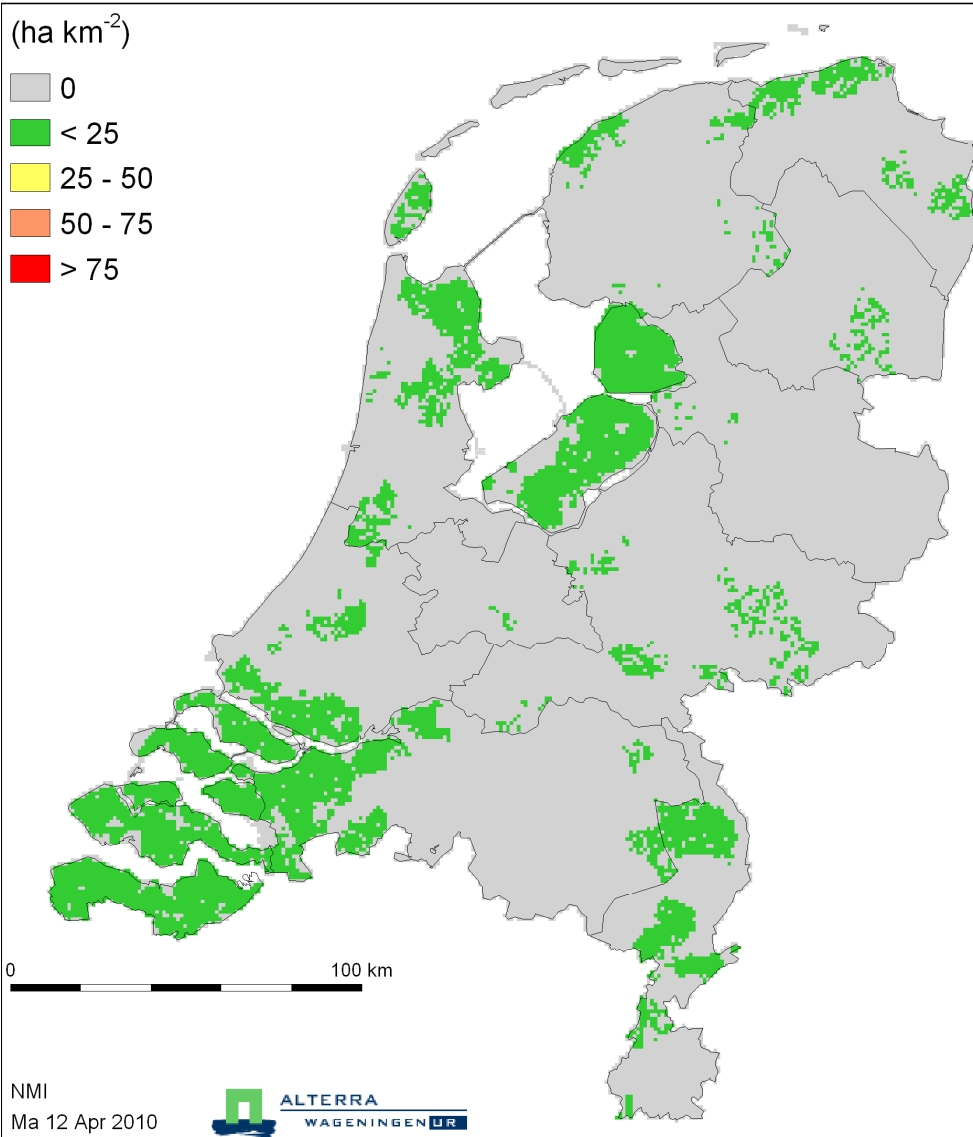 (ha km-2)
0
< 25
25 - 50
50 - 75
> 75
0 100 km
NMI
Ma 12 Apr 2010
ALTERRA
WAGENINGEN UR